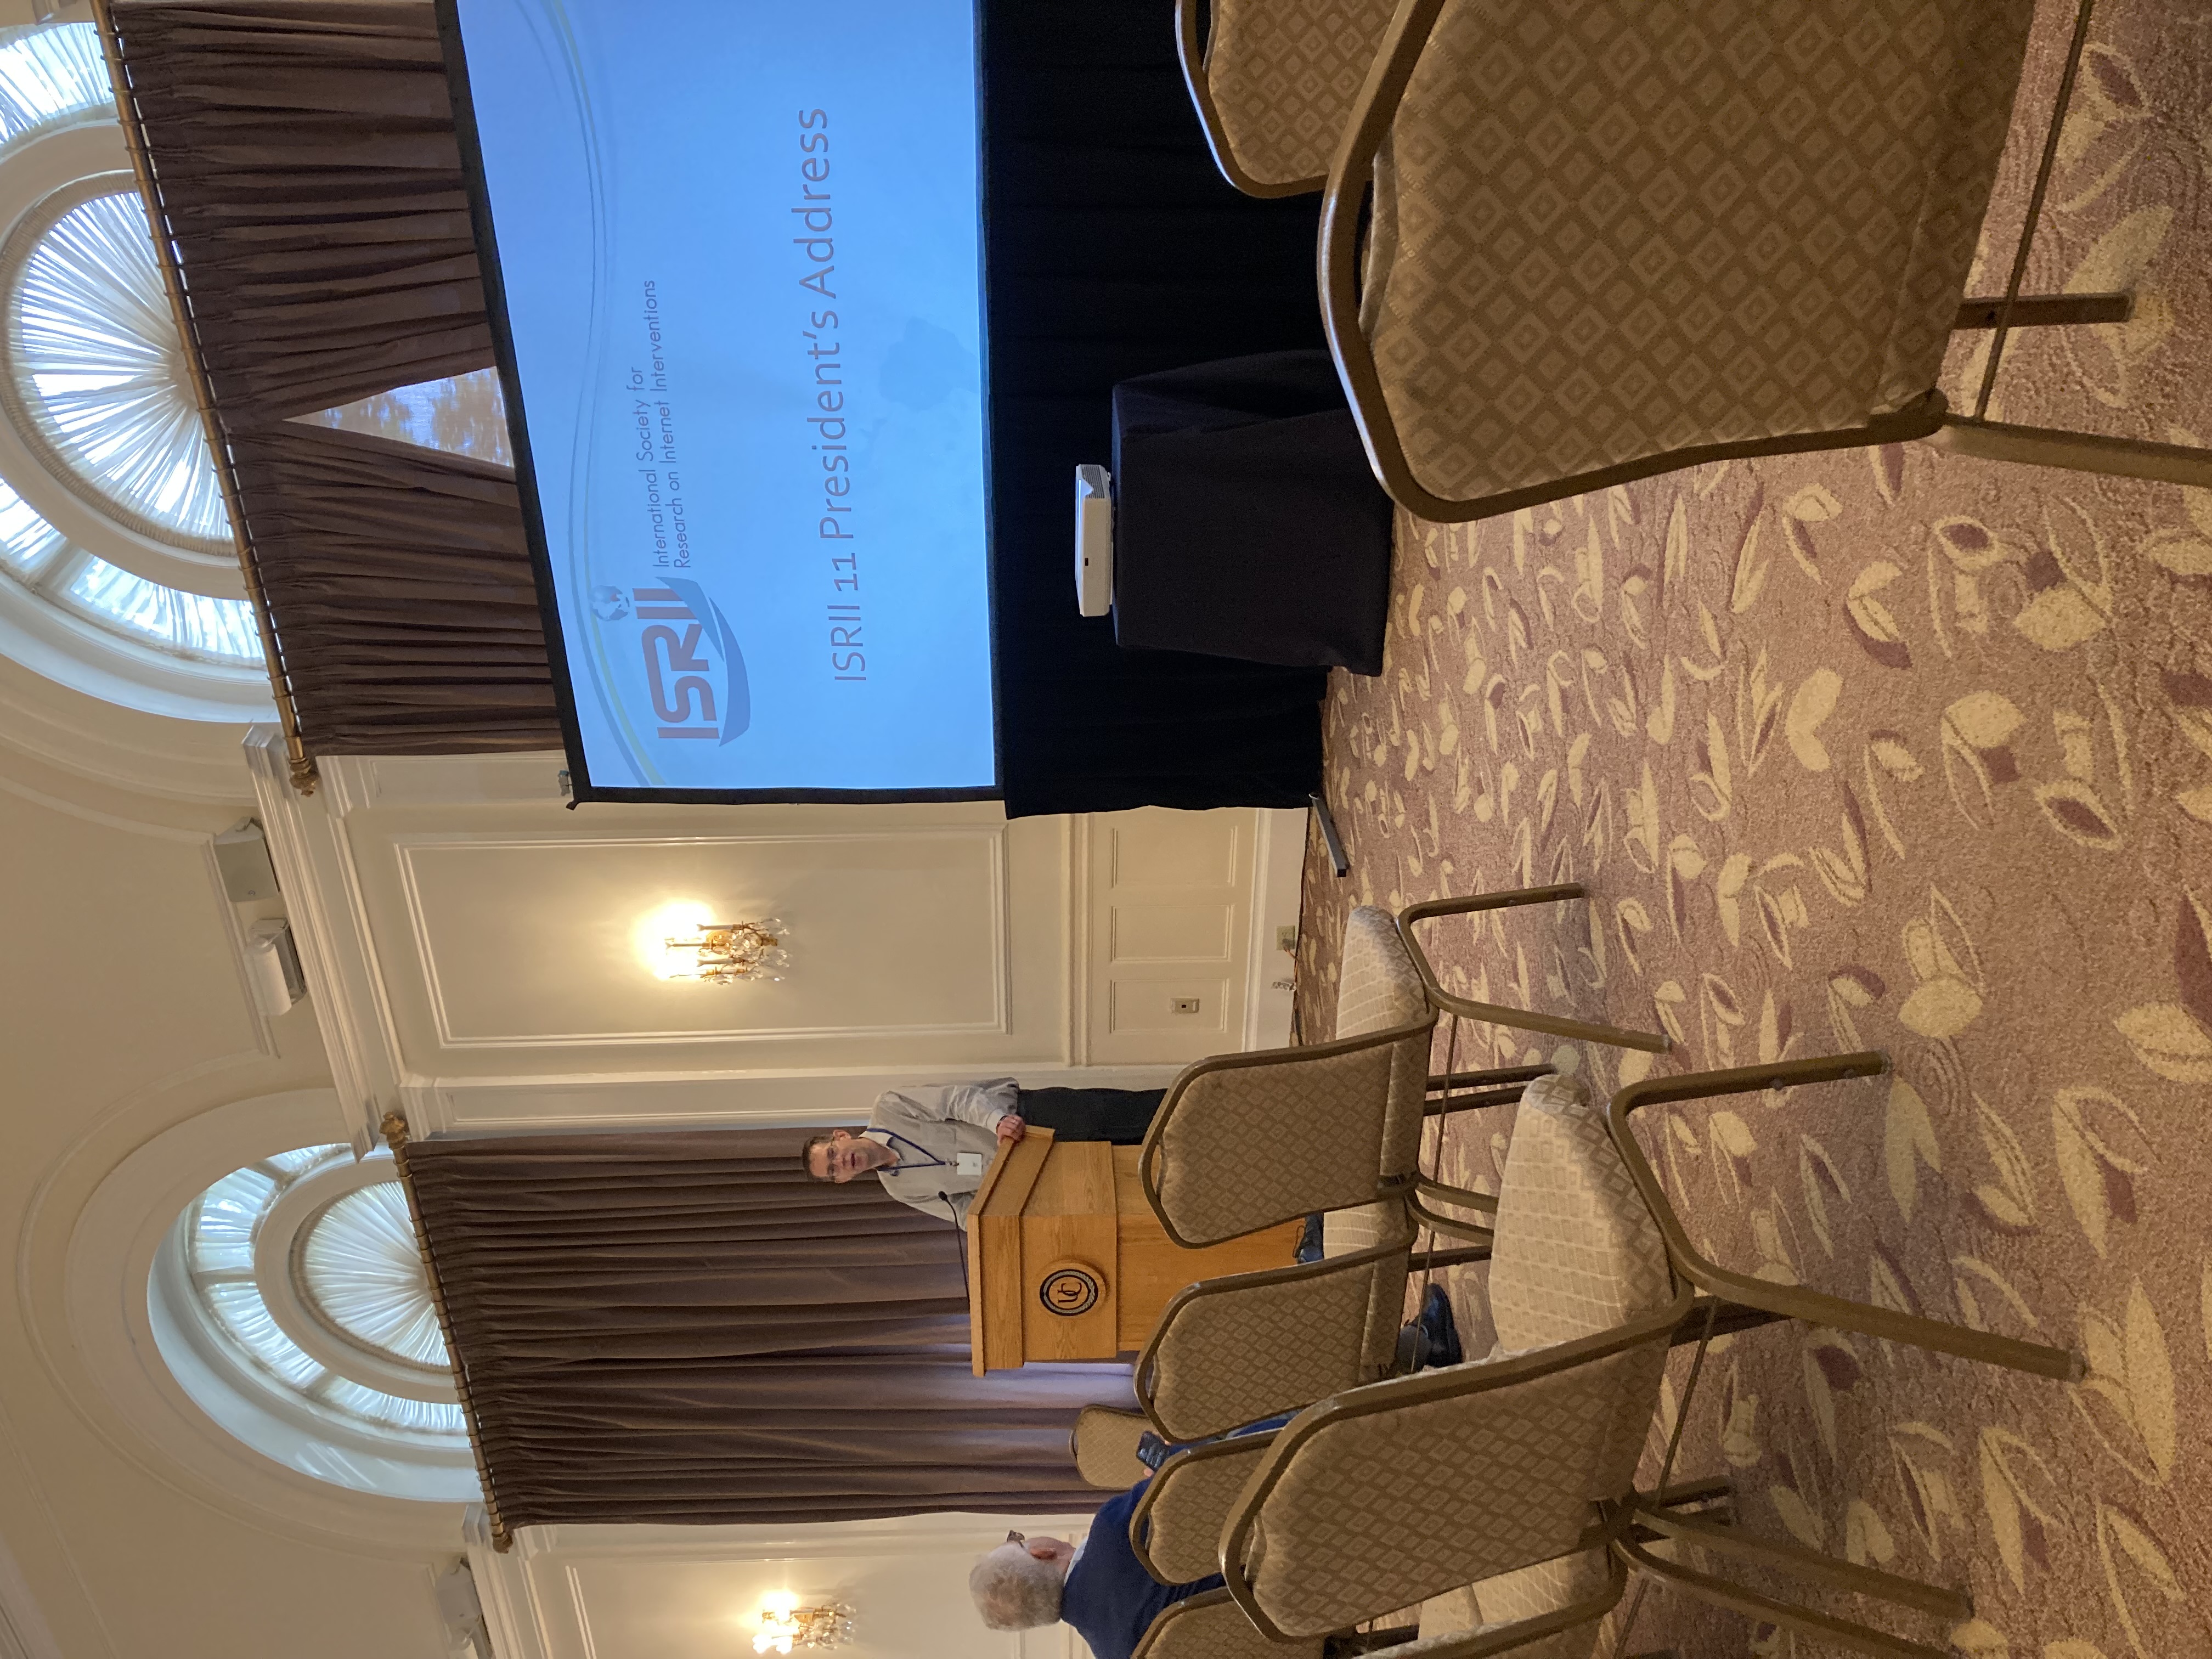 ISRII
International Society for
Research on Internet Interventions
ISRII 11 President's Address
UC